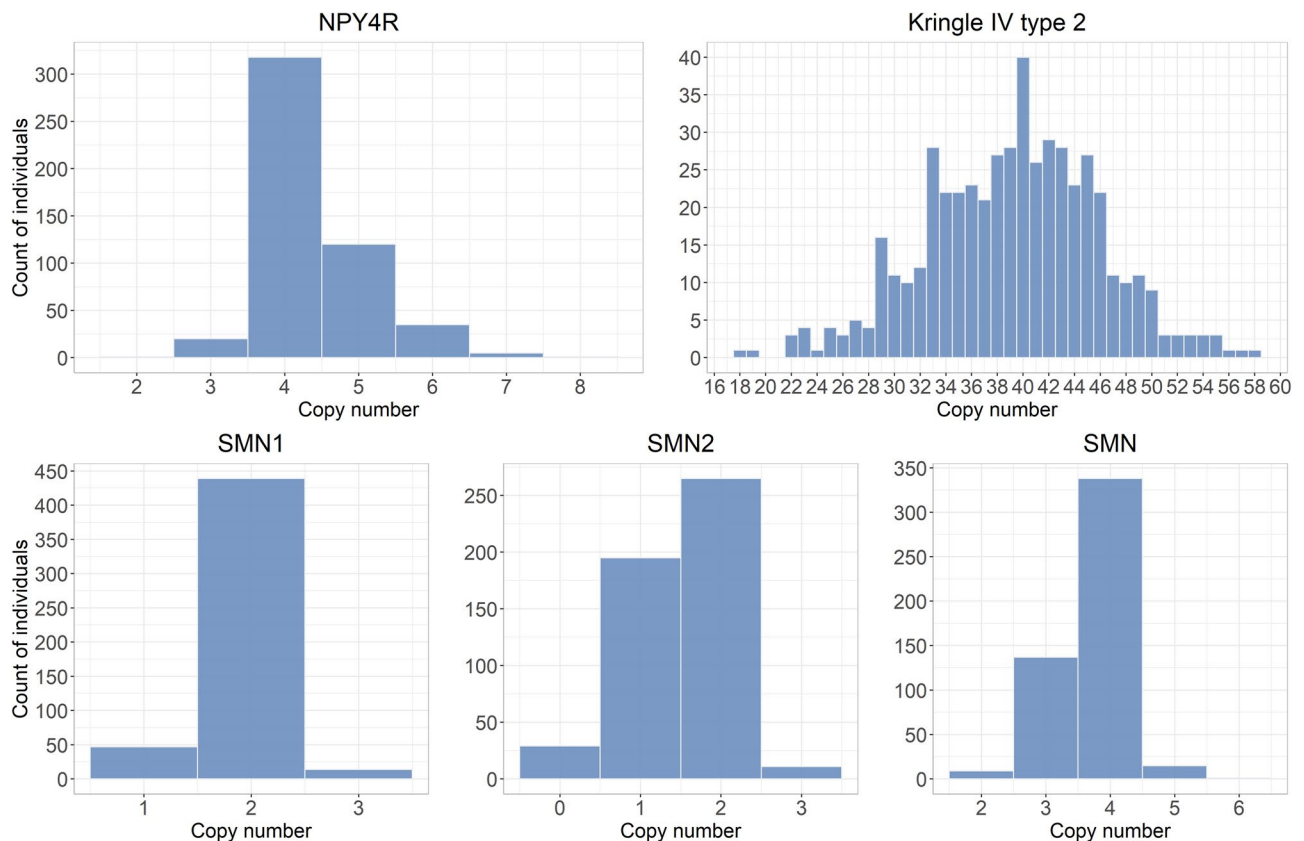 NPY4R
Count of individuals
300
250
200
150
100
50
0
2 3 4 5 6 7 8
Copy number
Kringle IV type 2
40
35
30
25
20
15
10
5
0
16 18 20 22 24 26 28 30 32 34 36 38 40 42 44 46 48 50 52 54 56 58 60
Copy number
SMN1
Count of individuals
450
400
350
300
250
200
150
100
50
0
1 2 3
Copy number
SMN2
250
200
150
100
50
0
0 1 2 3
Copy number
SMN
350
300
250
200
150
100
50
0
2 3 4 5 6
Copy number